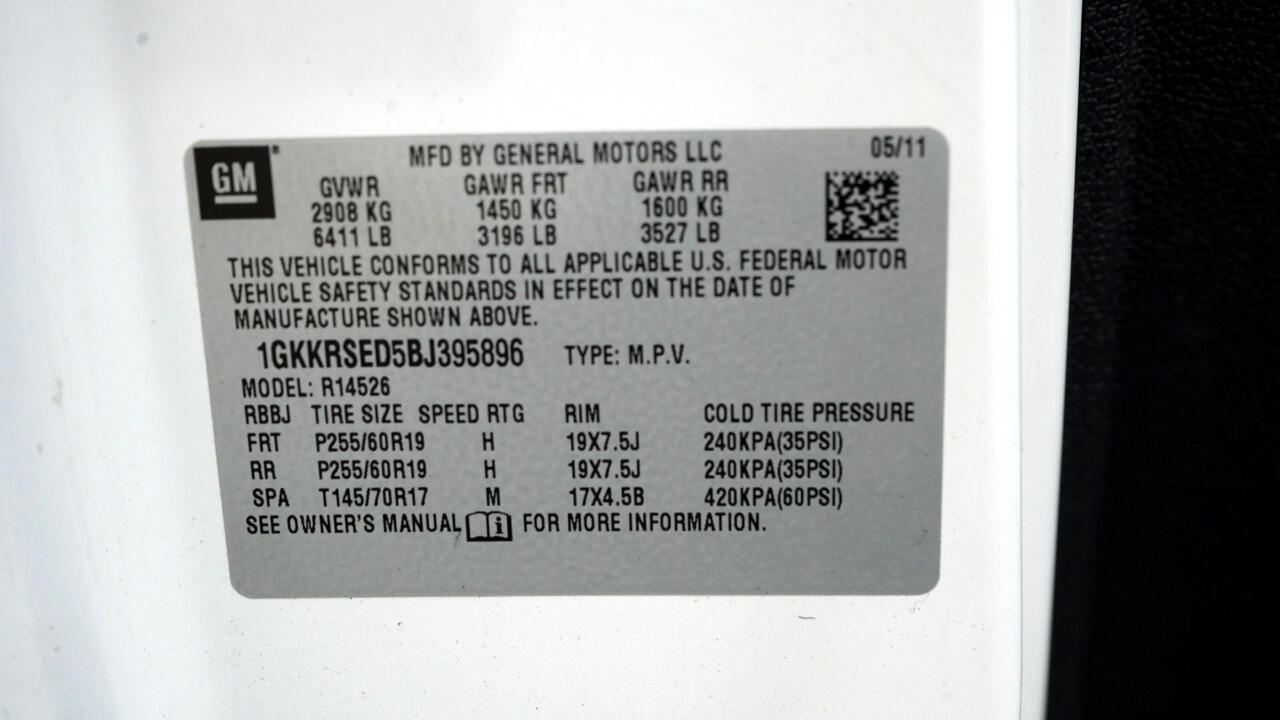 GM MFD BY GENERAL MOTORS LLC 05/11
GVWR GAWR FRT GAWR RR
2908 KG 1450 KG 1600 KG
6411 LB 3196 LB 3527 LB
THIS VEHICLE CONFORMS TO ALL APPLICABLE U.S. FEDERAL MOTOR
VEHICLE SAFETY STANDARDS IN EFFECT ON THE DATE OF
MANUFACTURE SHOWN ABOVE.
1GKKRSED5BJ395896 TYPE: M.P.V.
MODEL: R14526
RBBJ TIRE SIZE SPEED RTG RIM COLD TIRE PRESSURE
FRT P255/60R19 H 19X7.5J 240KPA(35PSI)
RR P255/60R19 H 19X7.5J 240KPA(35PSI)
SPA T145/70R17 M 17X4.5B 420KPA(60PSI)
SEE OWNER'S MANUAL i FOR MORE INFORMATION.